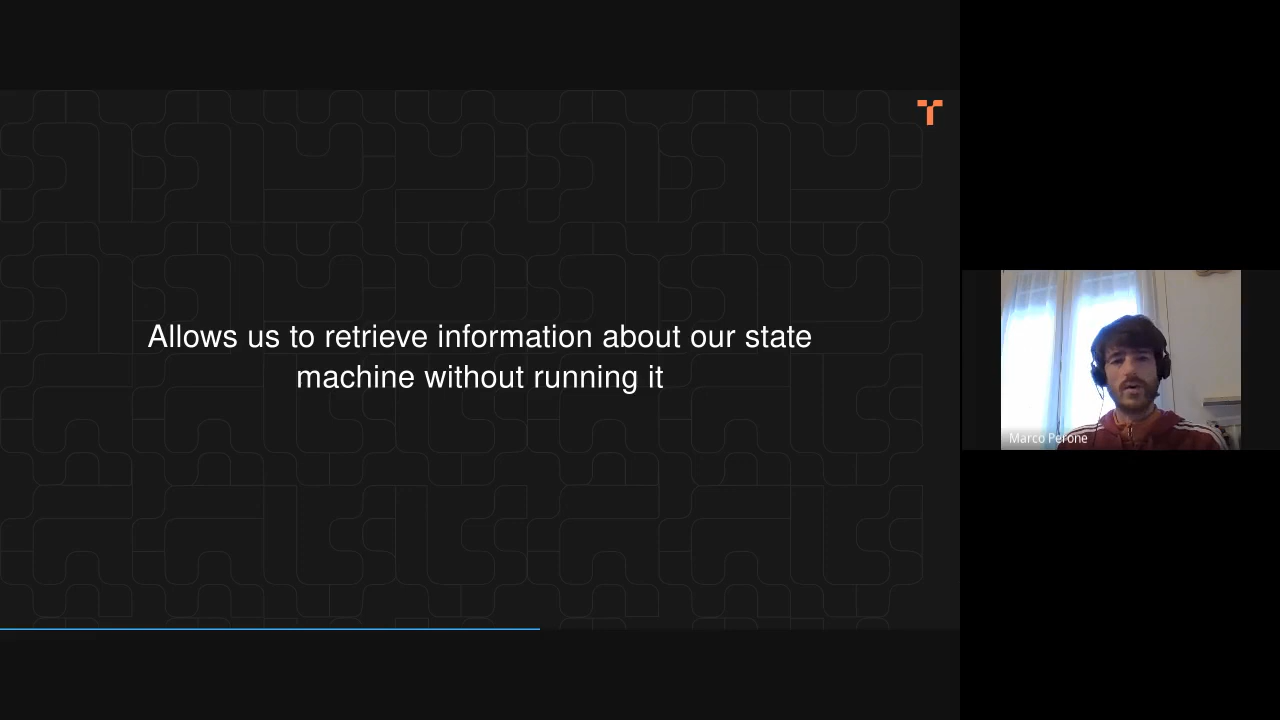 Allows us to retrieve information about our state
machine without running it
Marco Perone